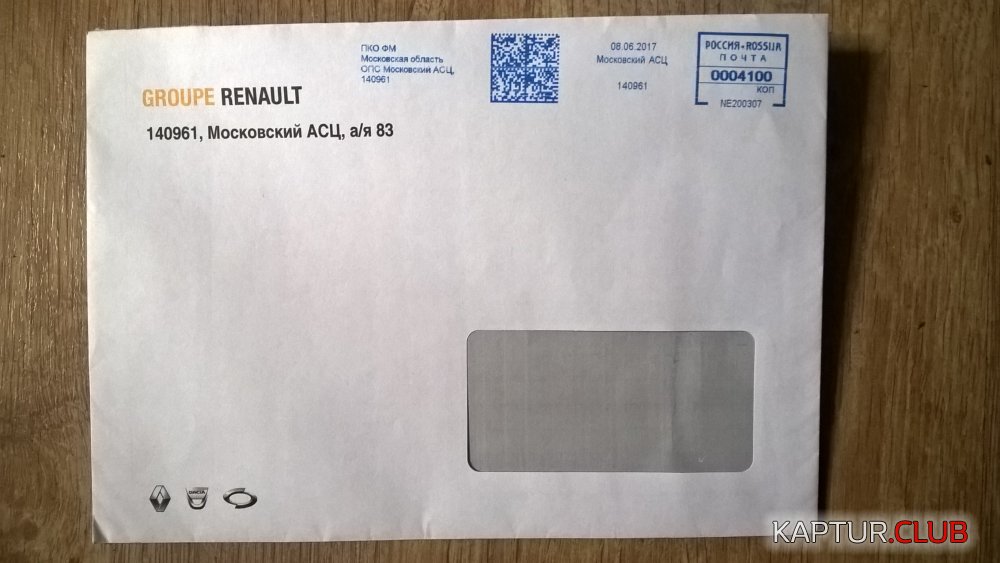 ПКО ФМ
Московская область
ОПС Московский АСЦ,
140961
08.06.2017
Московский АСЦ
140961
РОССИЯ•ROSSIJA
ПОЧТА
0004100
КОП
NE200307
GROUPE RENAULT
140961, Московский АСЦ, а/я 83
DACIA
KAPTUR.CLUB